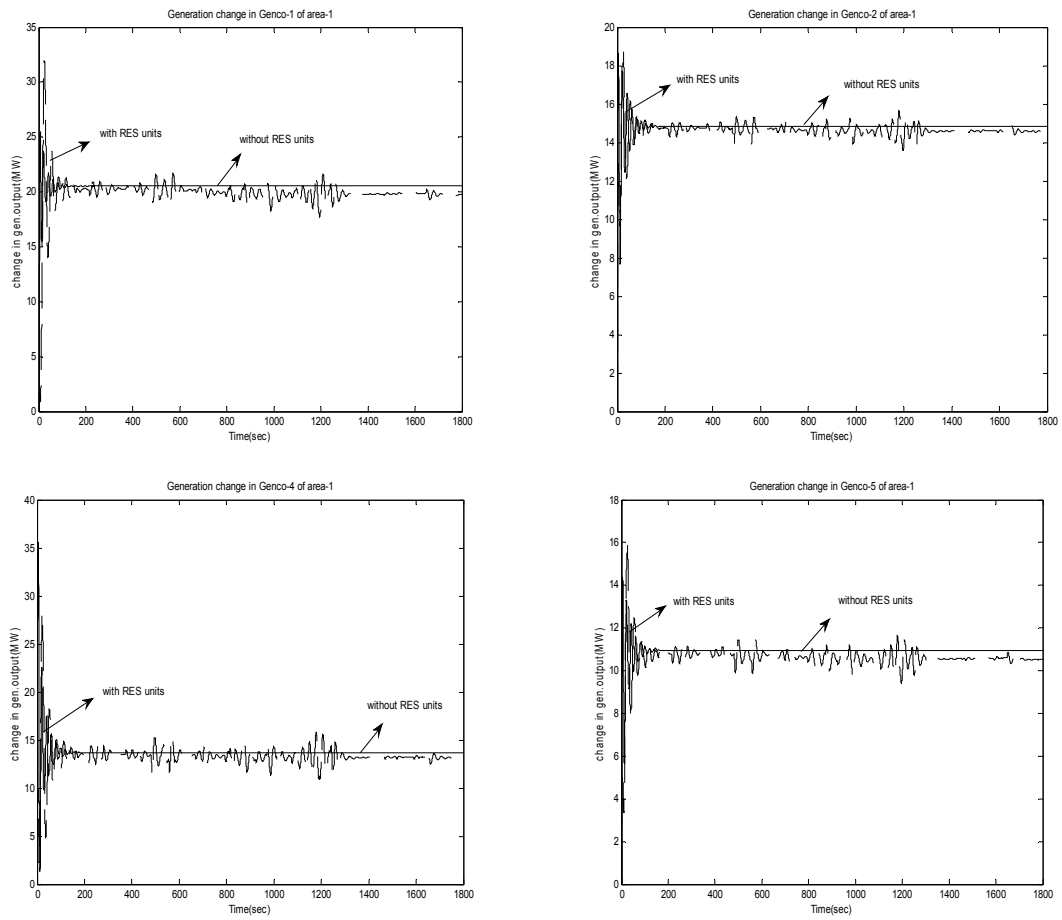 Generation change in Genco-1 of area-1
35
30
25
20
15
10
5
0
change in gen.output(MW)
with RES units
without RES units
0 200 400 600 800 1000 1200 1400 1600 1800
Time(sec)
Generation change in Genco-2 of area-1
20
18
16
14
12
10
8
6
4
2
0
change in gen.output(MW)
with RES units
without RES units
0 200 400 600 800 1000 1200 1400 1600 1800
Time(sec)
Generation change in Genco-4 of area-1
40
35
30
25
20
15
10
5
0
change in gen.output(MW)
with RES units
without RES units
0 200 400 600 800 1000 1200 1400 1600 1800
Time(sec)
Generation change in Genco-5 of area-1
18
16
14
12
10
8
6
4
2
0
change in gen.output(MW)
with RES units
without RES units
0 200 400 600 800 1000 1200 1400 1600 1800
Time(sec)